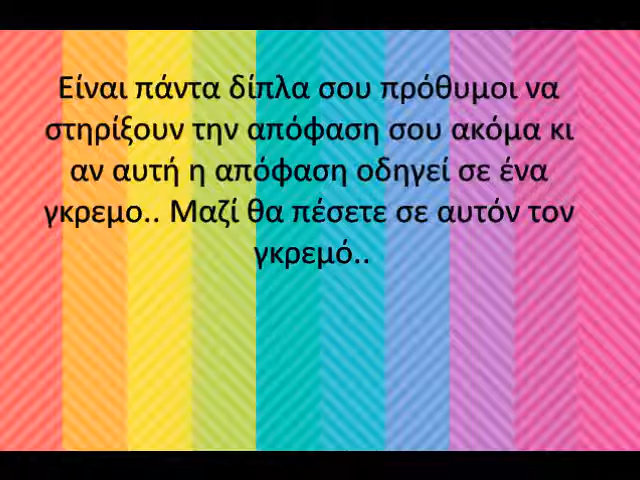 Είναι πάντα δίπλα σου πρόθυμοι να
στηρίξουν την απόφαση σου ακόμα κι
αν αυτή η απόφαση οδηγεί σε ένα
γκρεμο.. Μαζί θα πέσετε σε αυτόν τον
γκρεμό..